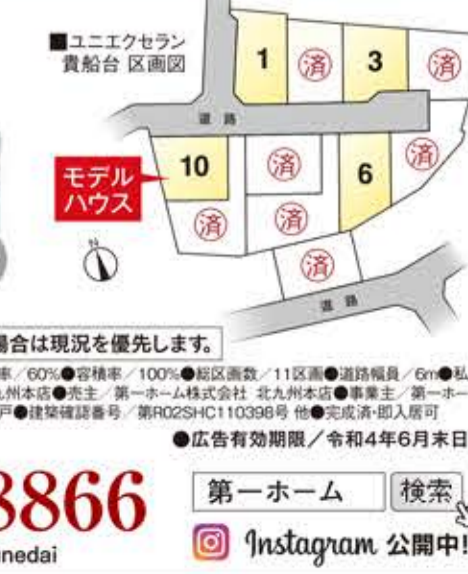 ■ユニエクセラン
貴船台 区画図
1
済
3
済
道路
モデル
ハウス
10
済
6
済
済
済
済
N
道路
場合は現況を優先します。
率/60%●容積率/100%●総区画数/11区画●道路幅員/6m●私
九州本店●売主/第一ホーム株式会社 北九州本店●事業主/第一ホー
戸●建築確認番号/第R02SHC110398号 他●完成済・即入居可
●広告有効期限/令和4年6月末日
8866
第一ホーム 検索
nedai
Instagram 公開中!